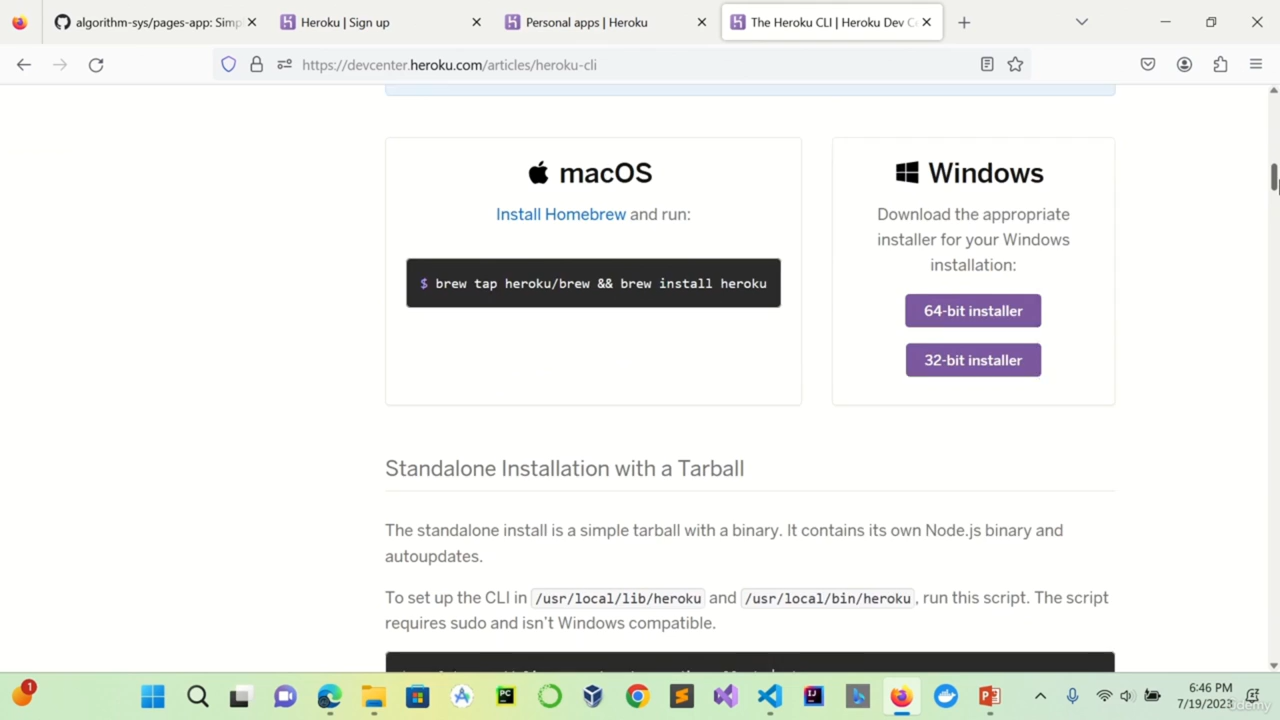 algorithm-sys/pages-app: Simpl
Heroku | Sign up
Personal apps | Heroku
The Heroku CLI | Heroku Dev Ce
https://devcenter.heroku.com/articles/heroku-cli
macOS
Install Homebrew and run:
$ brew tap heroku/brew && brew install heroku
Windows
Download the appropriate
installer for your Windows
installation:
64-bit installer
32-bit installer
Standalone Installation with a Tarball
The standalone install is a simple tarball with a binary. It contains its own Node.js binary and
autoupdates.
To set up the CLI in /usr/local/lib/heroku and /usr/local/bin/heroku, run this script. The script
requires sudo and isn't Windows compatible.
1
PC
6:46 PM
7/19/2023
udemy